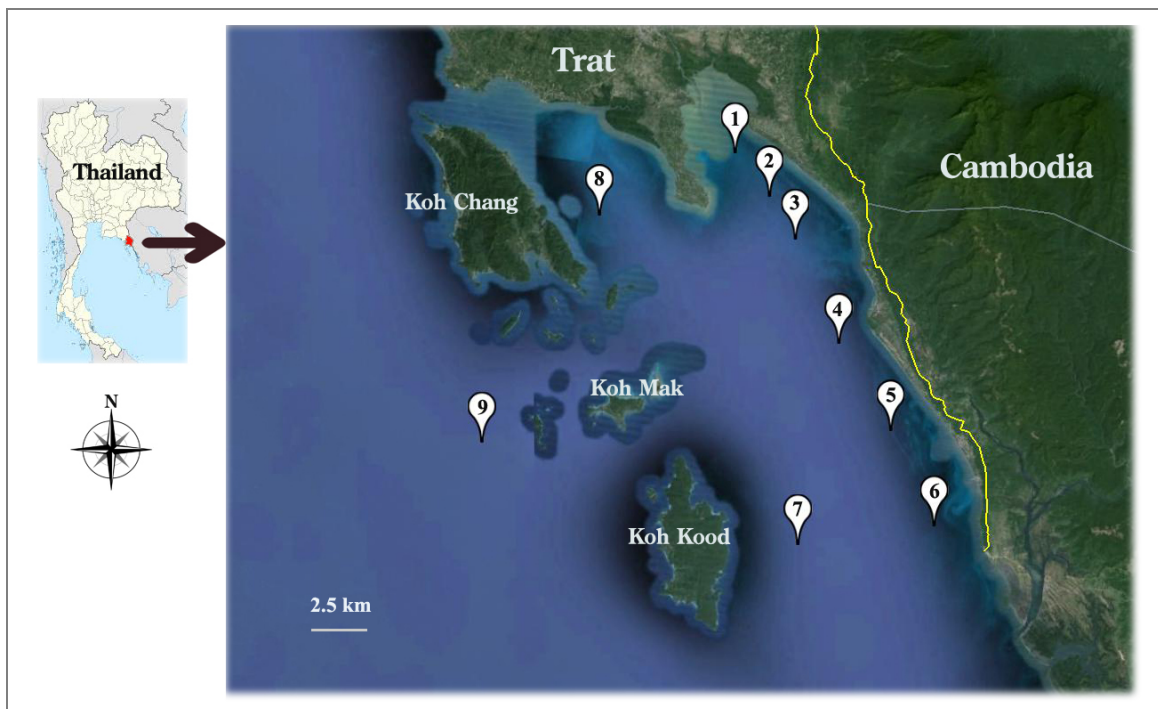 Thailand
N
Trat
Cambodia
Koh Chang
Koh Mak
Koh Kood
1
2
3
4
5
6
7
8
9
2.5 km